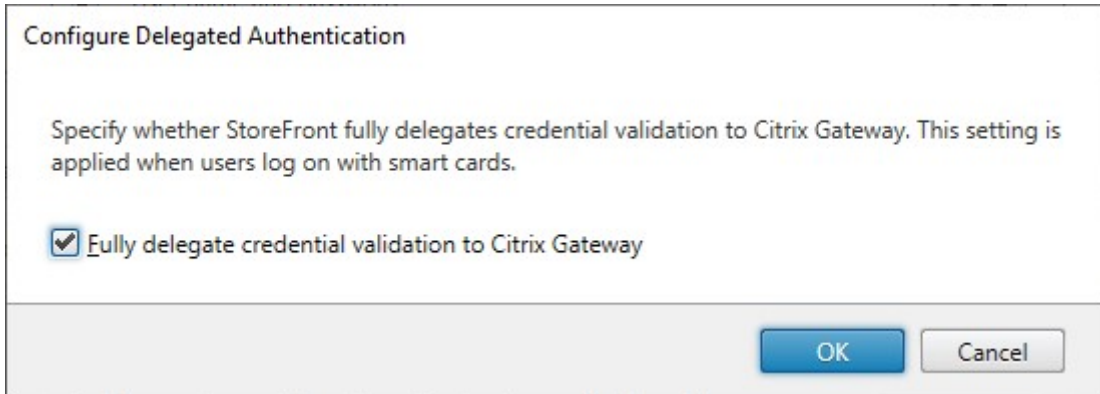 Configure Delegated Authentication
Specify whether StoreFront fully delegates credential validation to Citrix Gateway. This setting is
applied when users log on with smart cards.
Fully delegate credential validation to Citrix Gateway
OK
Cancel